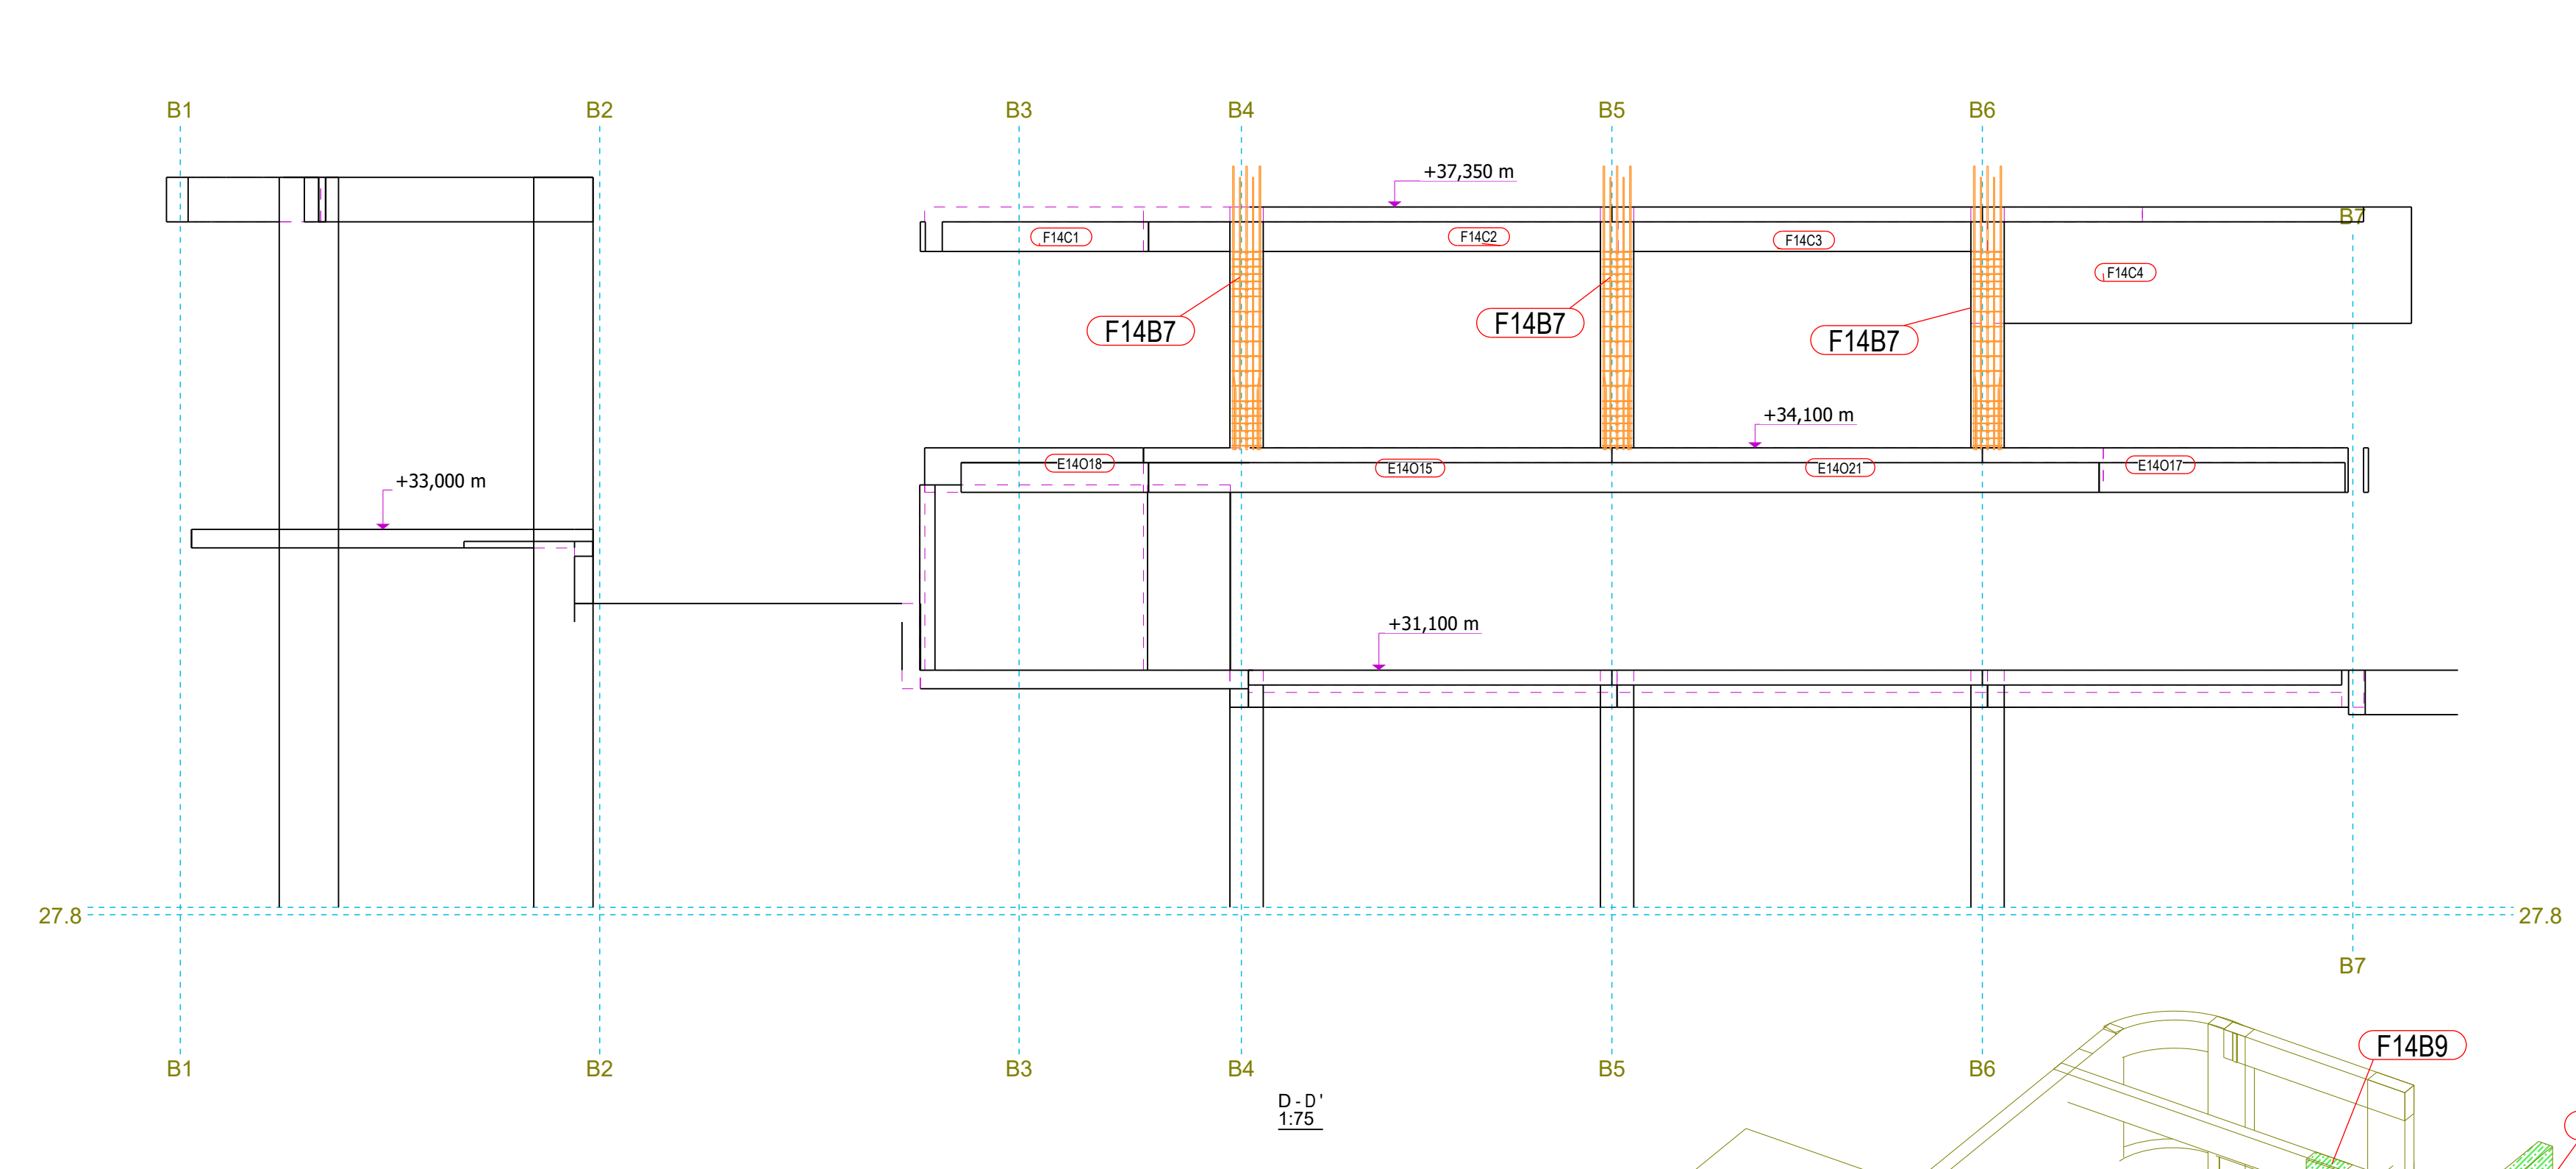 B1 B2 B3 B4 B5 B6
+37,350 m
B7
F14C1 F14C2 F14C3
F14C4
F14B7 F14B7 F14B7
+34,100 m
E14O18 E14O15 E14O21 E14O17
+33,000 m
+31,100 m
27.8 27.8
B7
F14B9
B1 B2 B3 B4 B5 B6
D - D '
1:75